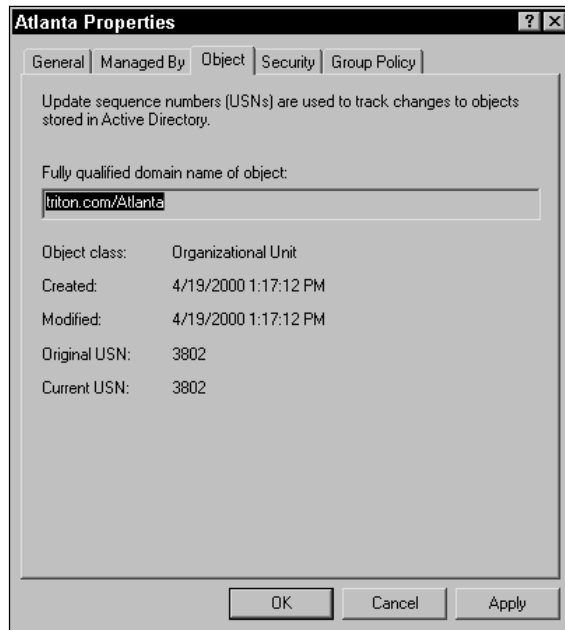 Atlanta Properties
General Managed By Object Security Group Policy
Update sequence numbers (USNs) are used to track changes to objects
stored in Active Directory.
Fully qualified domain name of object:
triton.com/Atlanta
Object class: Organizational Unit
Created: 4/19/2000 1:17:12 PM
Modified: 4/19/2000 1:17:12 PM
Original USN: 3802
Current USN: 3802
OK Cancel Apply